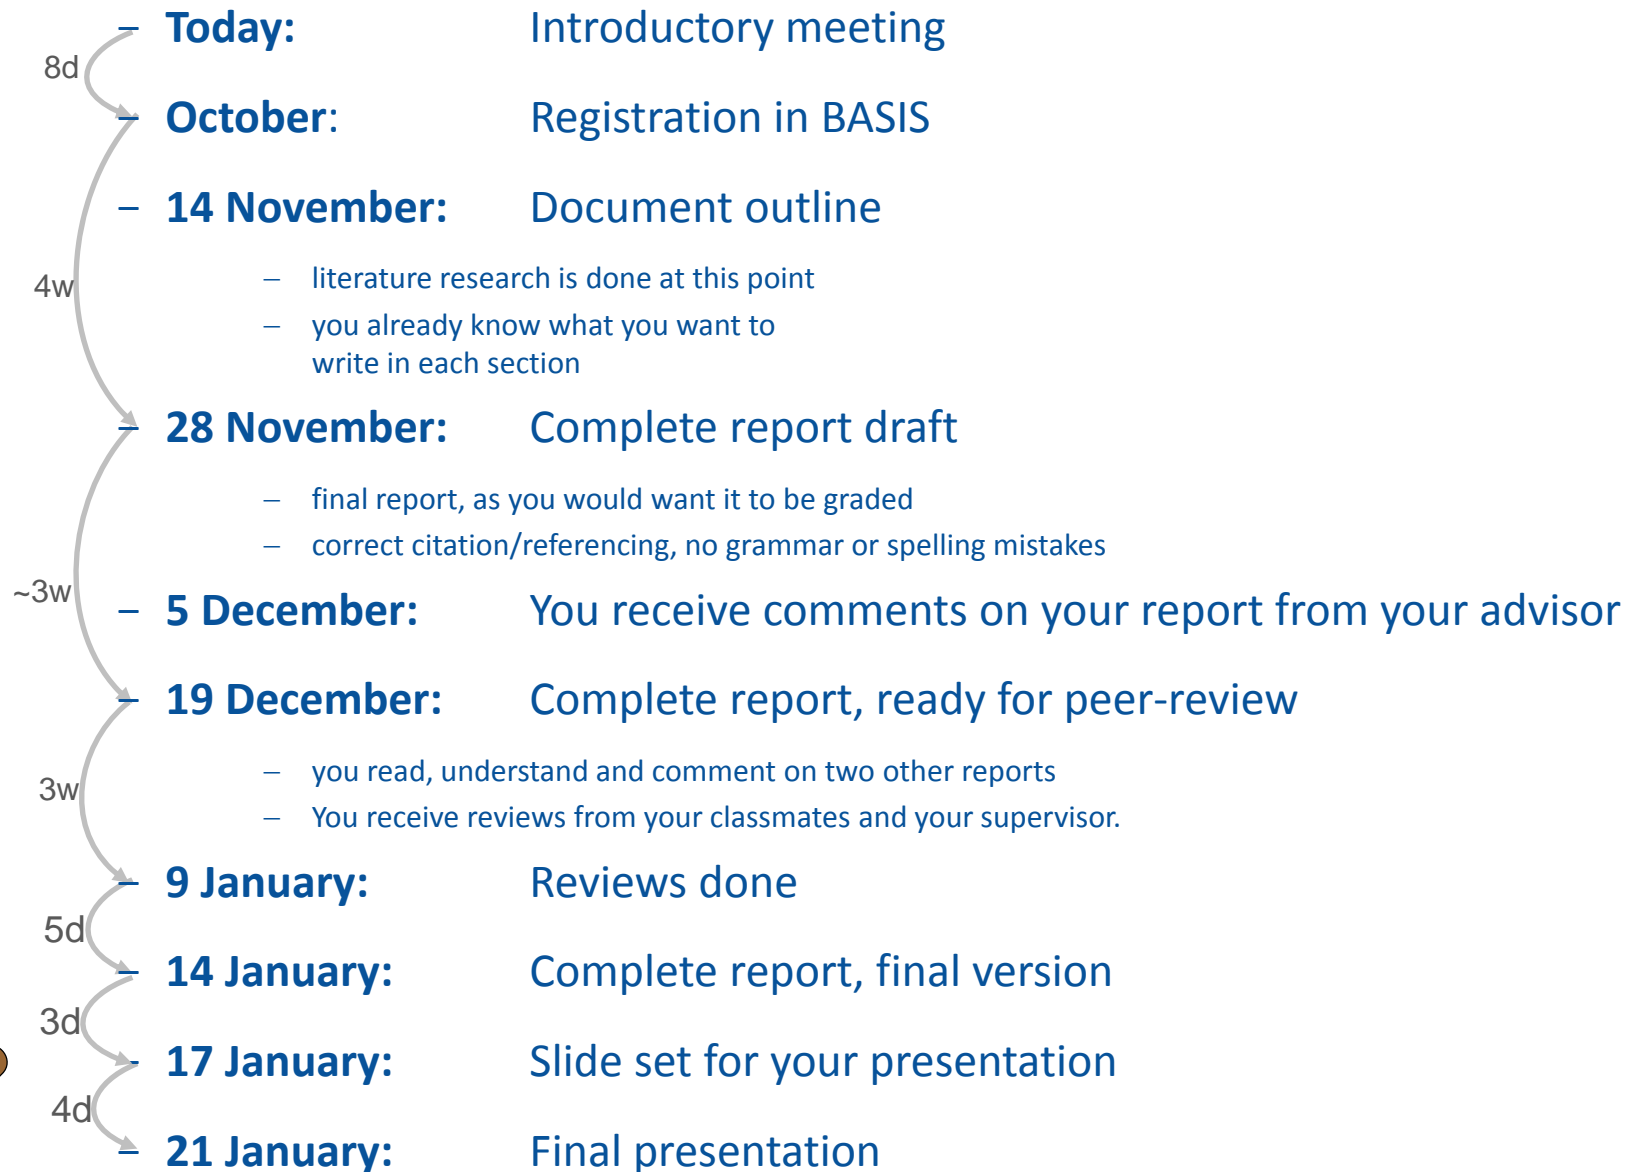 – Today: Introductory meeting
8d
– October: Registration in BASIS
– 14 November: Document outline
4w
– literature research is done at this point
– you already know what you want to
write in each section
– 28 November: Complete report draft
– final report, as you would want it to be graded
– correct citation/referencing, no grammar or spelling mistakes
~3w
– 5 December: You receive comments on your report from your advisor
– 19 December: Complete report, ready for peer-review
– you read, understand and comment on two other reports
3w
– You receive reviews from your classmates and your supervisor.
– 9 January: Reviews done
5d
– 14 January: Complete report, final version
3d
- 17 January: Slide set for your presentation
4d
– 21 January: Final presentation